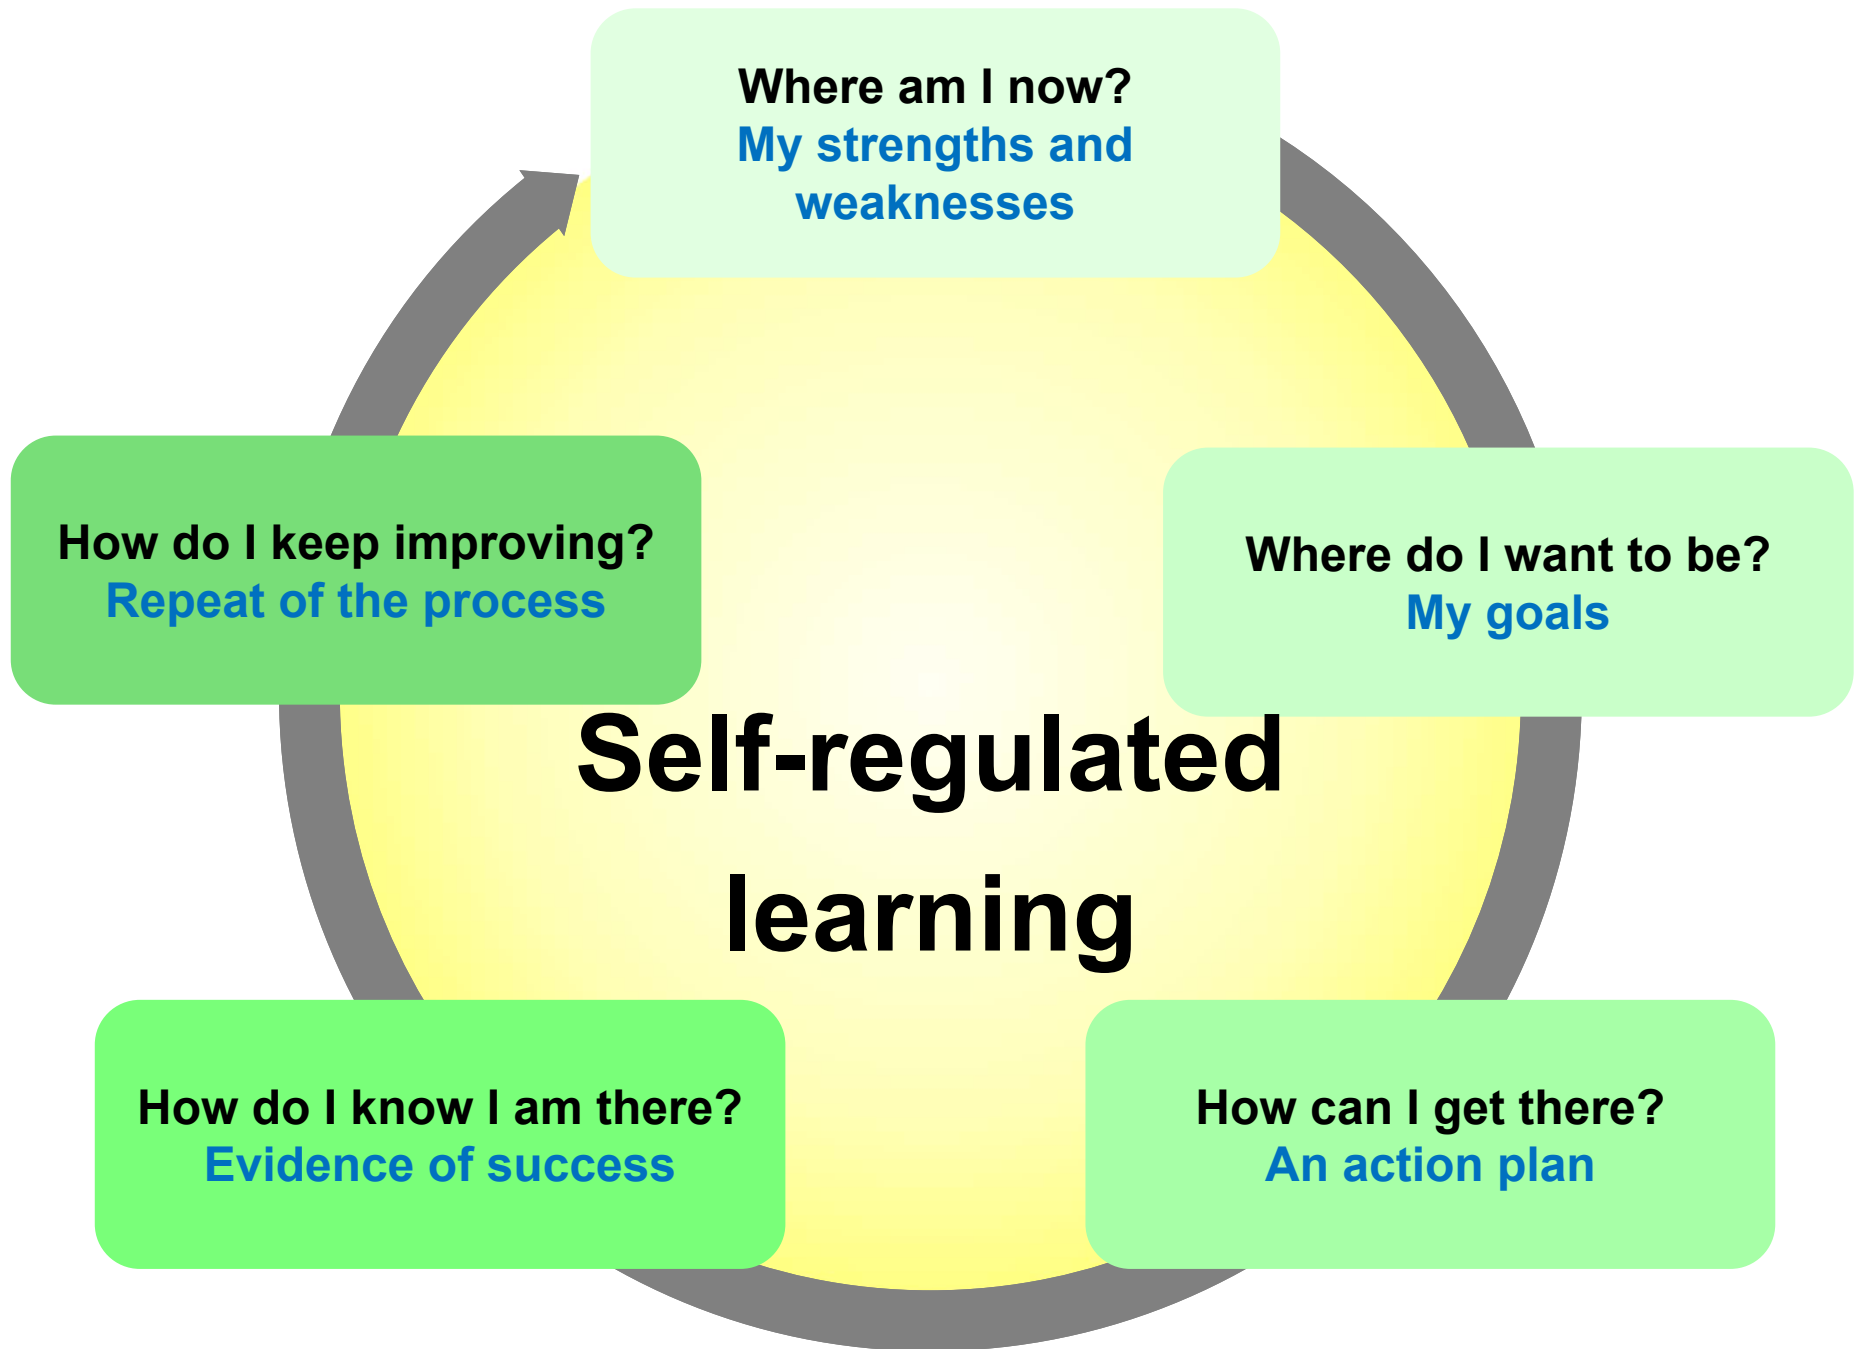 Where am I now?
My strengths and
weaknesses
Where do I want to be?
My goals
How can I get there?
An action plan
How do I know I am there?
Evidence of success
How do I keep improving?
Repeat of the process
Self-regulated
learning